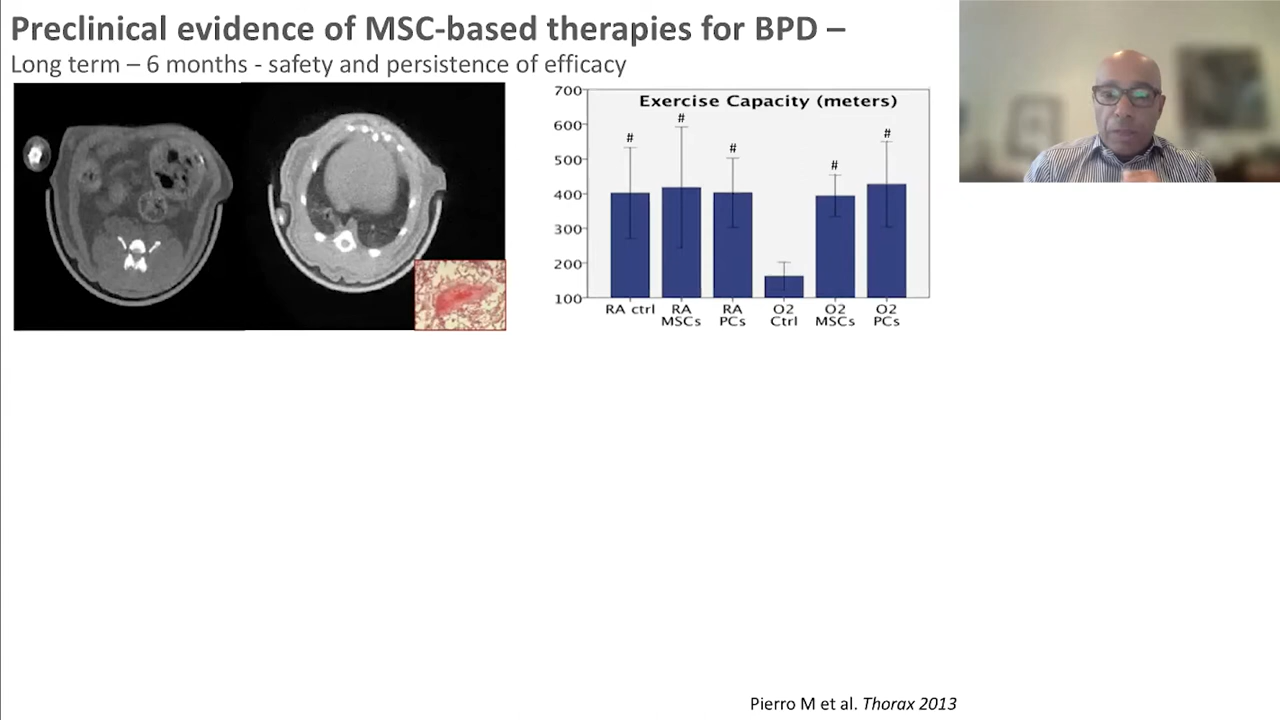 Preclinical evidence of MSC-based therapies for BPD –
Long term – 6 months - safety and persistence of efficacy
Exercise Capacity (meters)
700
600
500
400
300
200
100
# # # # #
RA ctrl RA MSCs RA PCs O2 Ctrl O2 MSCs O2 PCs
Pierro M et al. Thorax 2013